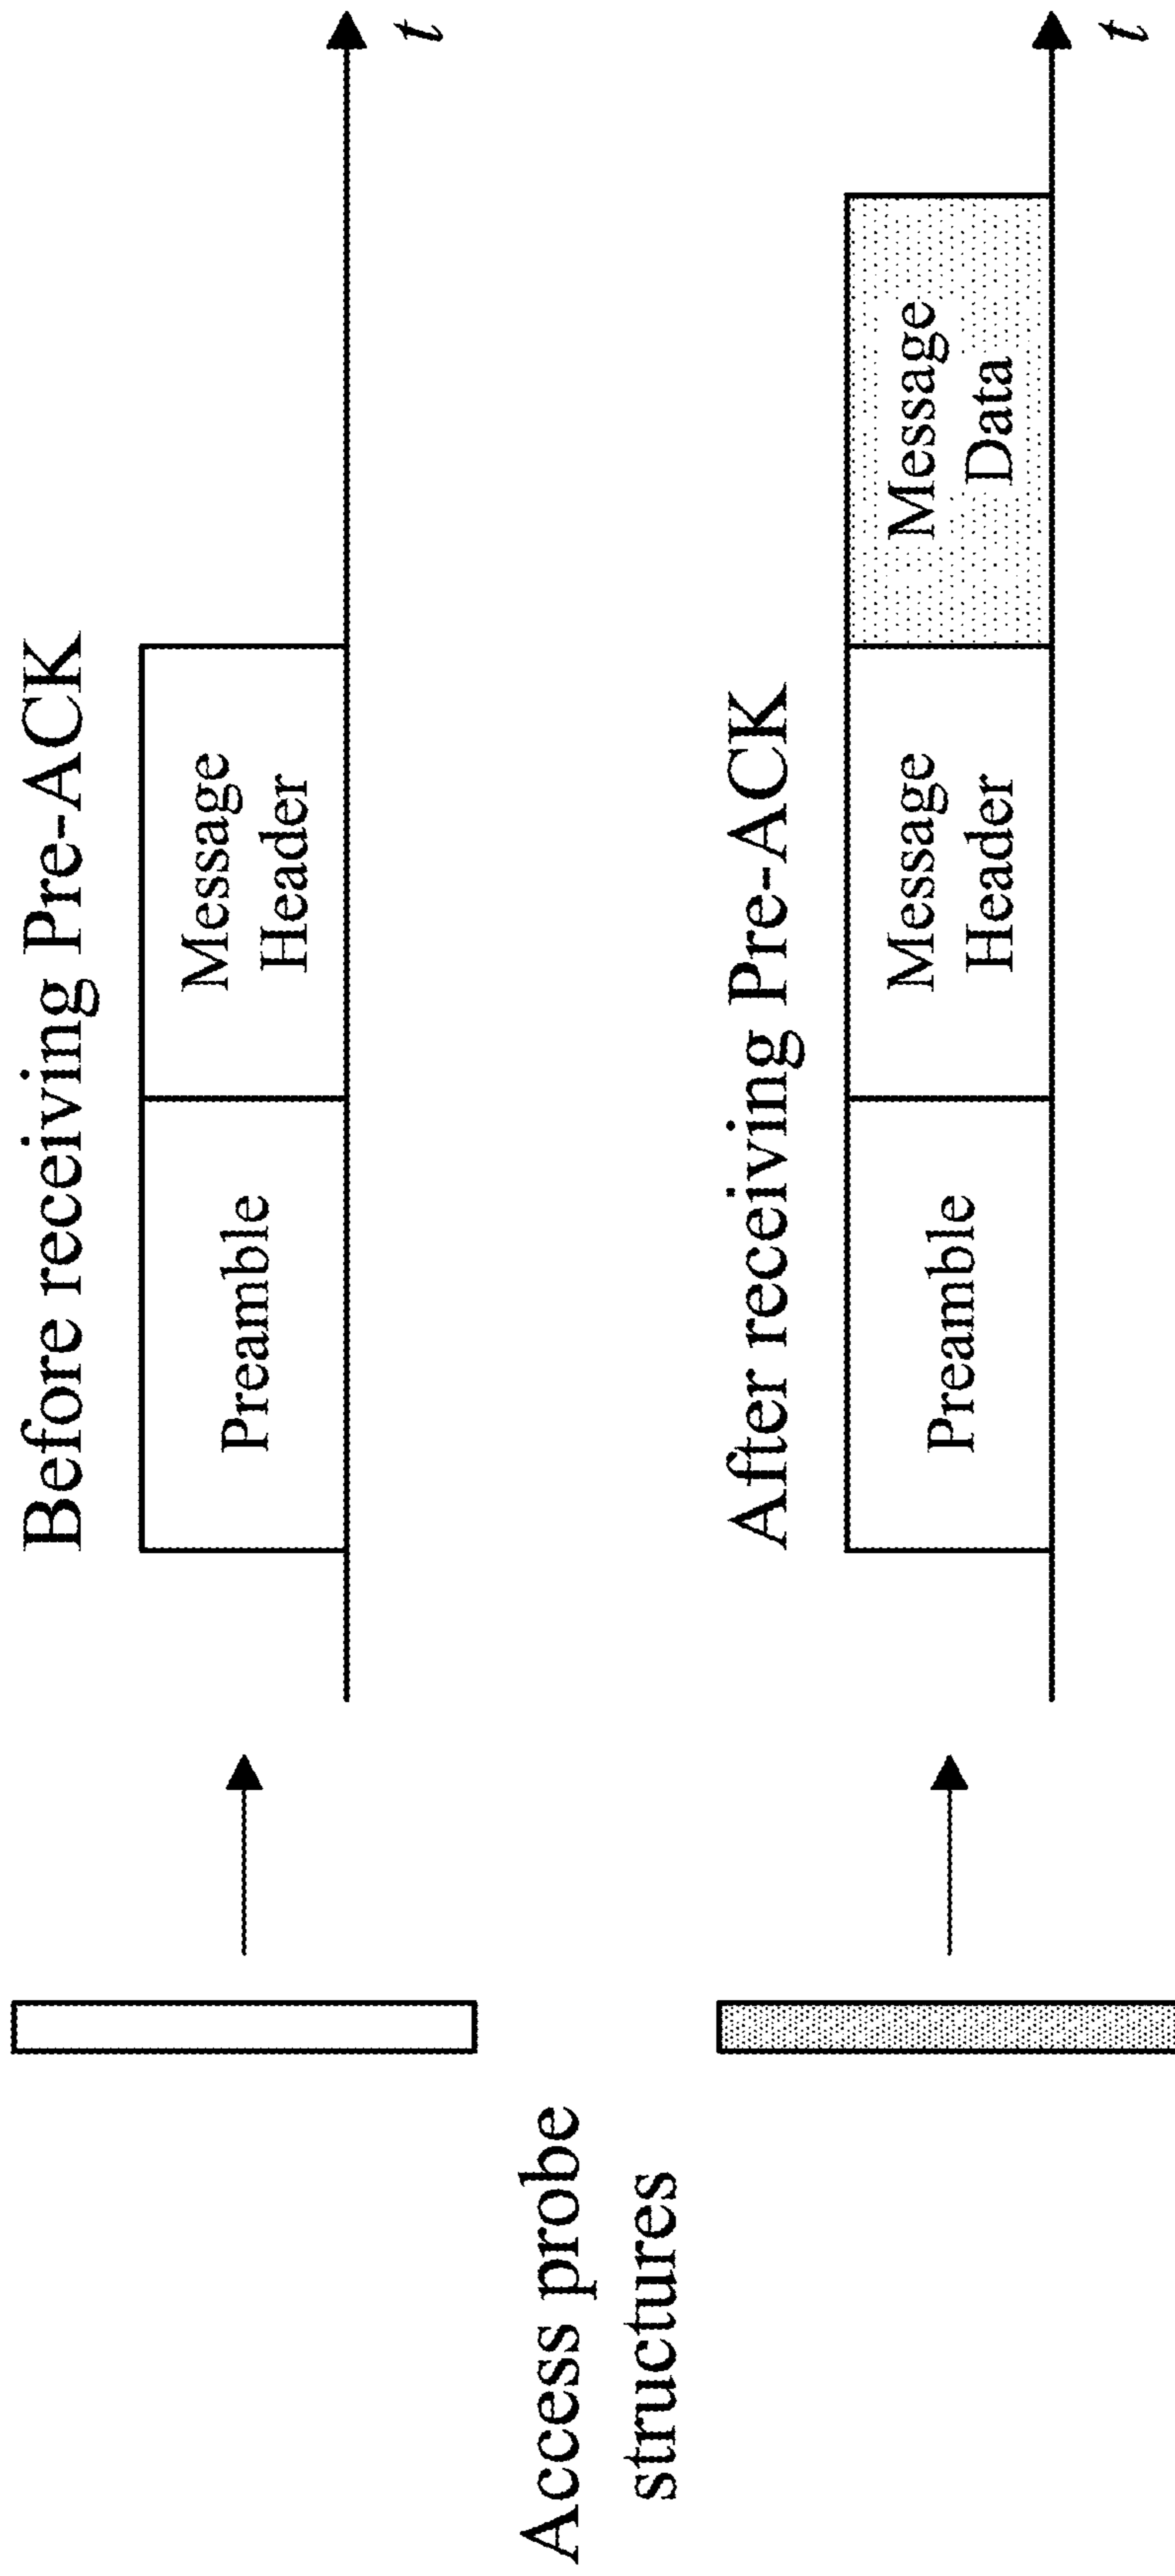 Access probe
structures
Before receiving Pre-ACK
Preamble
Message
Header
t
After receiving Pre-ACK
Preamble
Message
Header
Message
Data
t